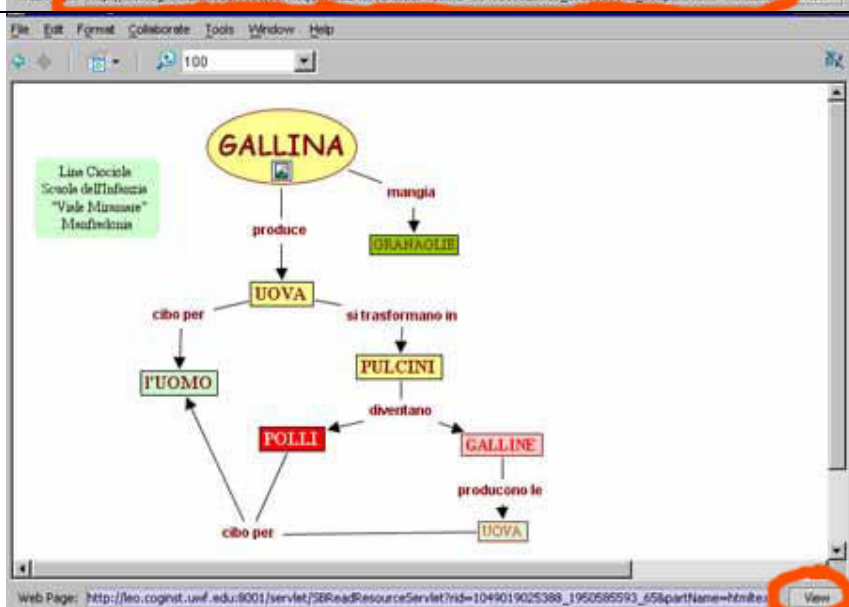 File Edit Format Collaborate Tools Window Help
100
GALLINA
Lina Ciociola
Scuola dell'Infanzia
"Viale Miramare"
Manfredonia
mangia
produce
GRANAGLIE
UOVA
cibo per
si trasformano in
l'UOMO
PULCINI
diventano
POLLI
GALLINE
producono le
cibo per
UOVA
Web Page: http://leo.coginst.uwf.edu:8001/servlet/SBReadResourceServlet?rid=1049019025388_1950585593_65&partName=htmltex
View